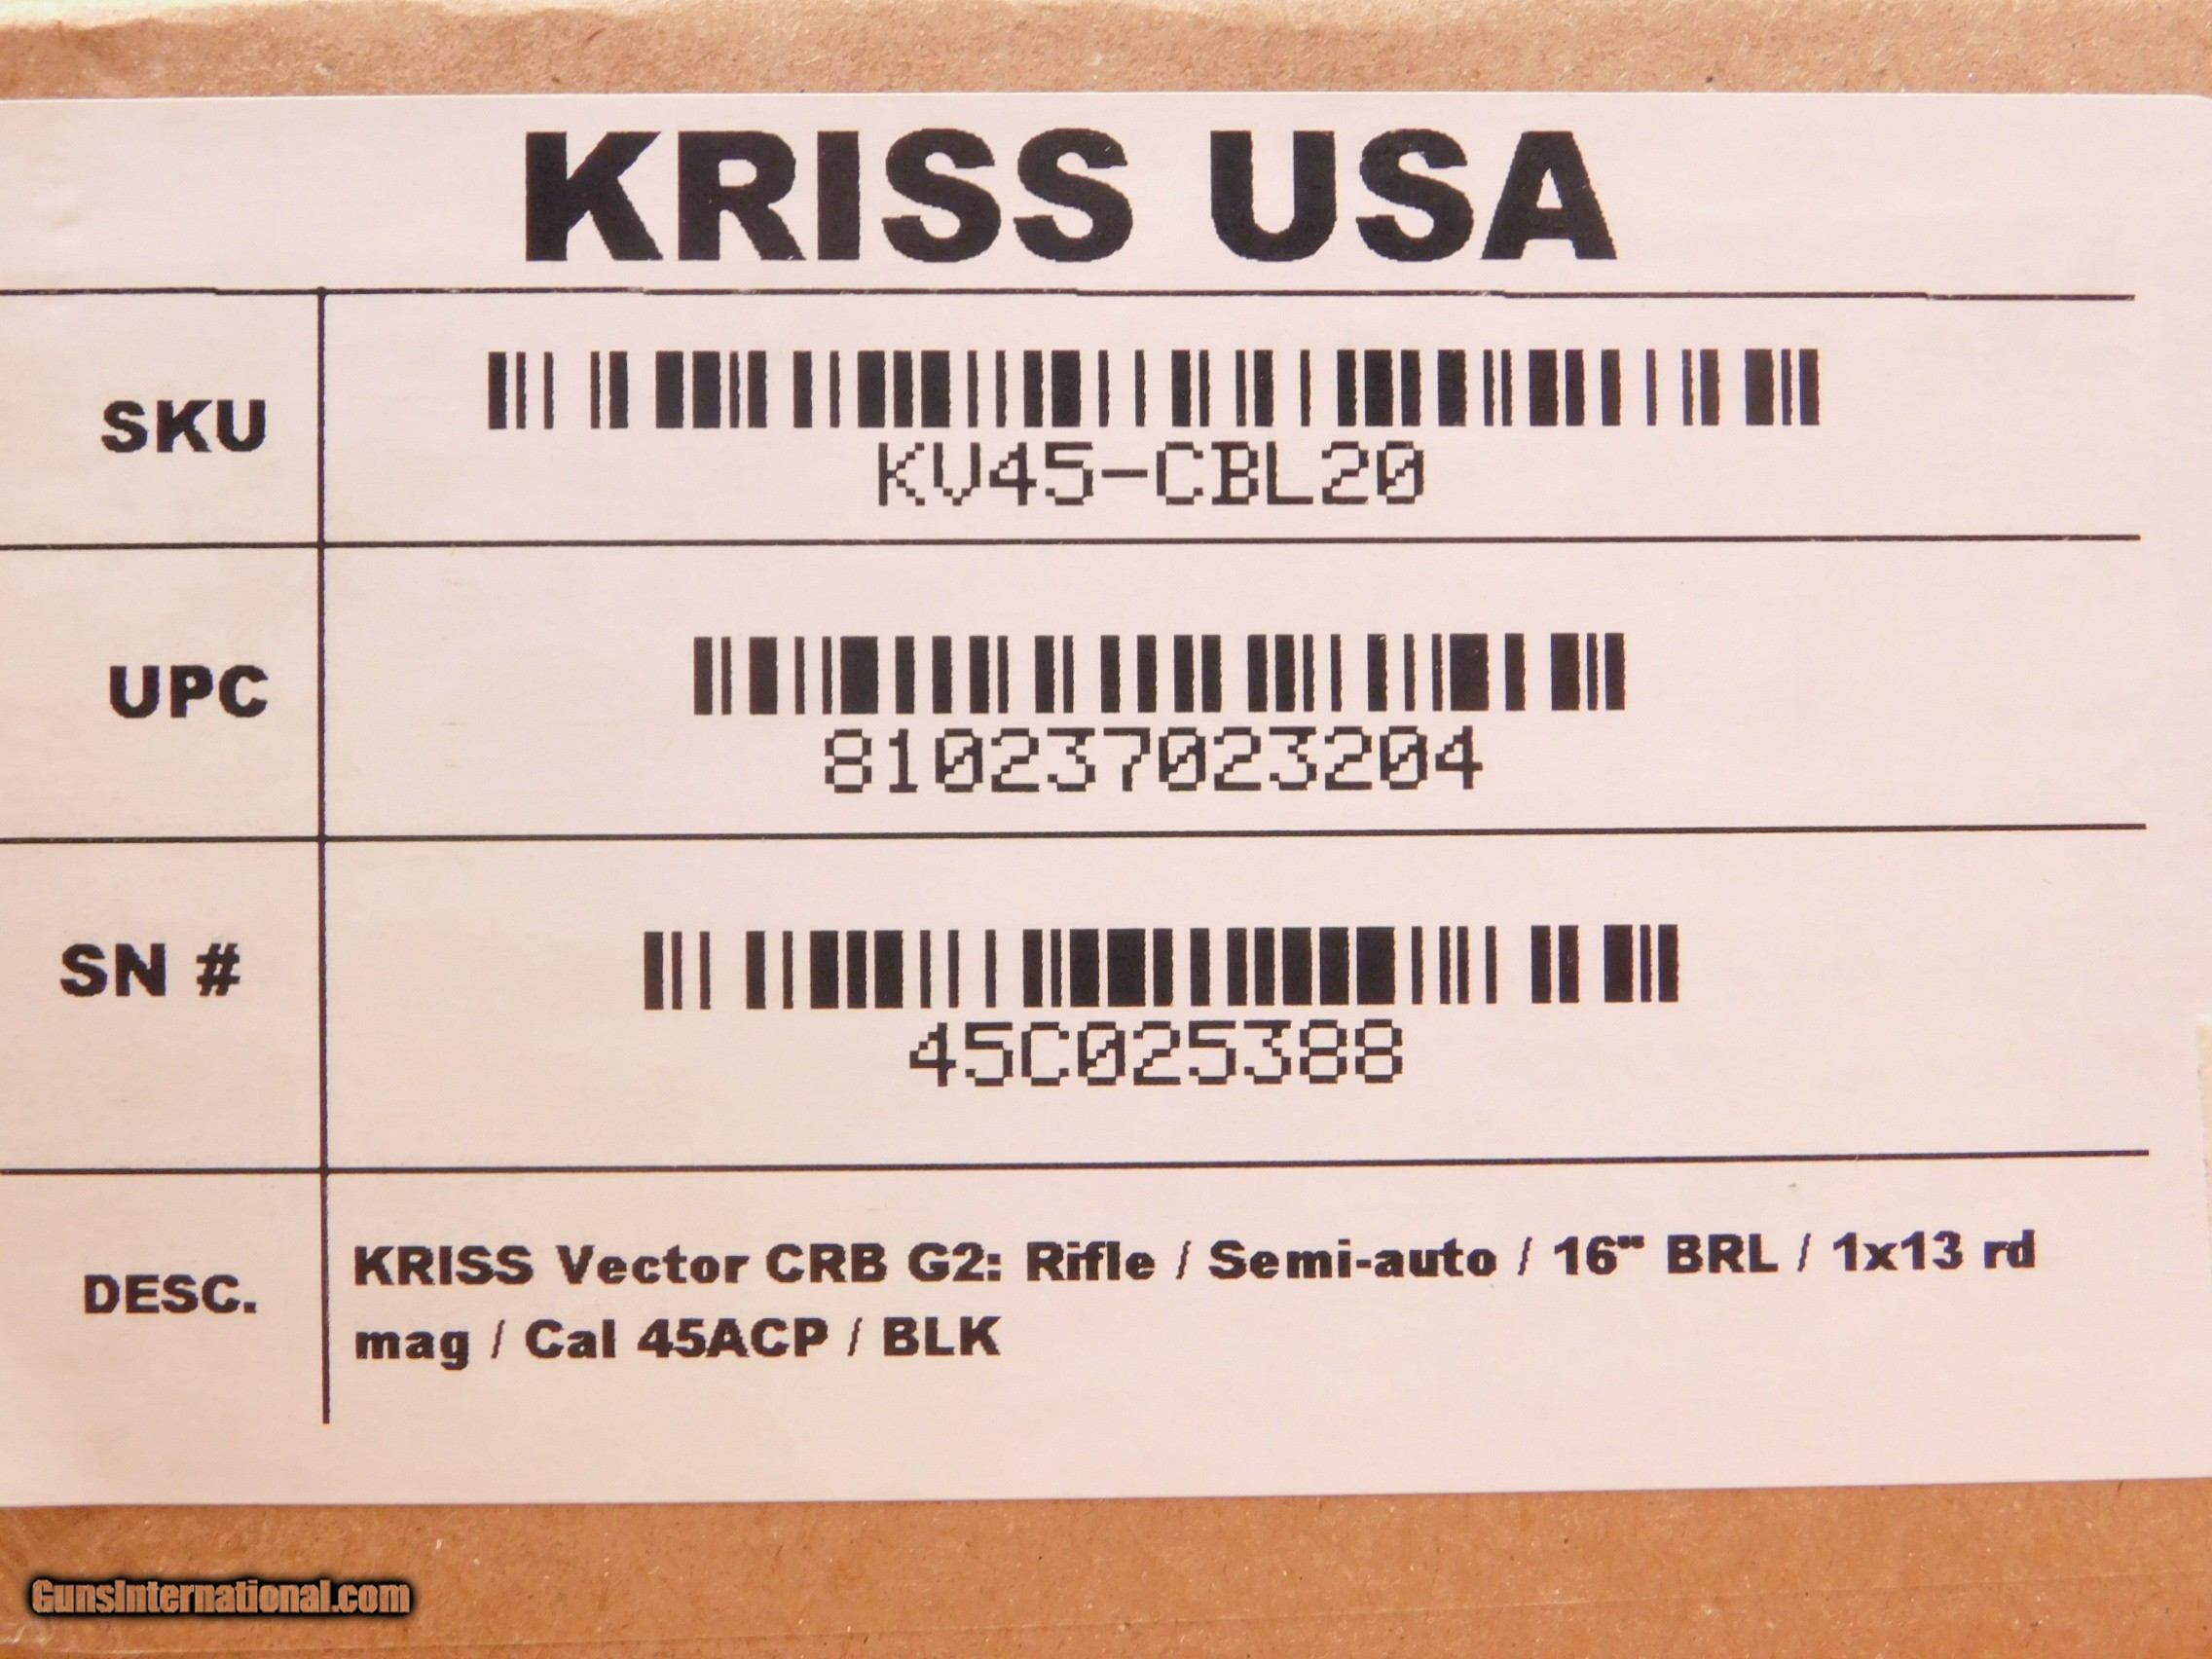 KRISS USA
SKU
KV45-CBL20
UPC
810237023204
SN #
45C025388
DESC.
KRISS Vector CRB G2: Rifle / Semi-auto / 16" BRL / 1x13 rd
mag / Cal 45ACP / BLK
GunsInternational.com